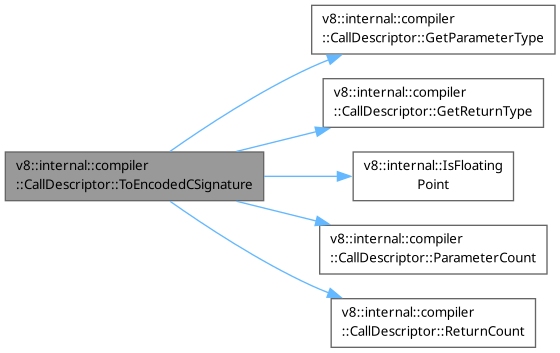 v8::internal::compiler
::CallDescriptor::ToEncodedCSignature
v8::internal::compiler
::CallDescriptor::GetParameterType
v8::internal::compiler
::CallDescriptor::GetReturnType
v8::internal::IsFloating
Point
v8::internal::compiler
::CallDescriptor::ParameterCount
v8::internal::compiler
::CallDescriptor::ReturnCount